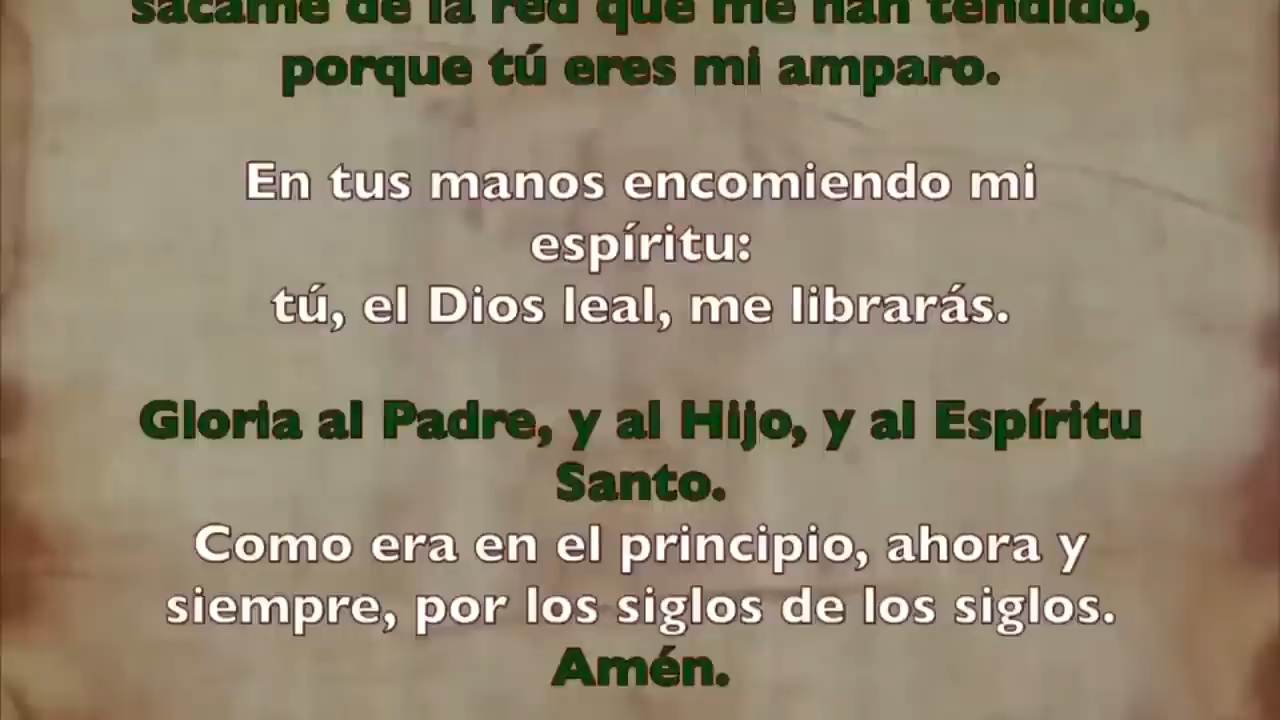 sácame de la red que me han tendido,
porque tú eres mi amparo.
En tus manos encomiendo mi
espíritu:
tú, el Dios leal, me librarás.
Gloria al Padre, y al Hijo, y al Espíritu
Santo.
Como era en el principio, ahora y
siempre, por los siglos de los siglos.
Amén.